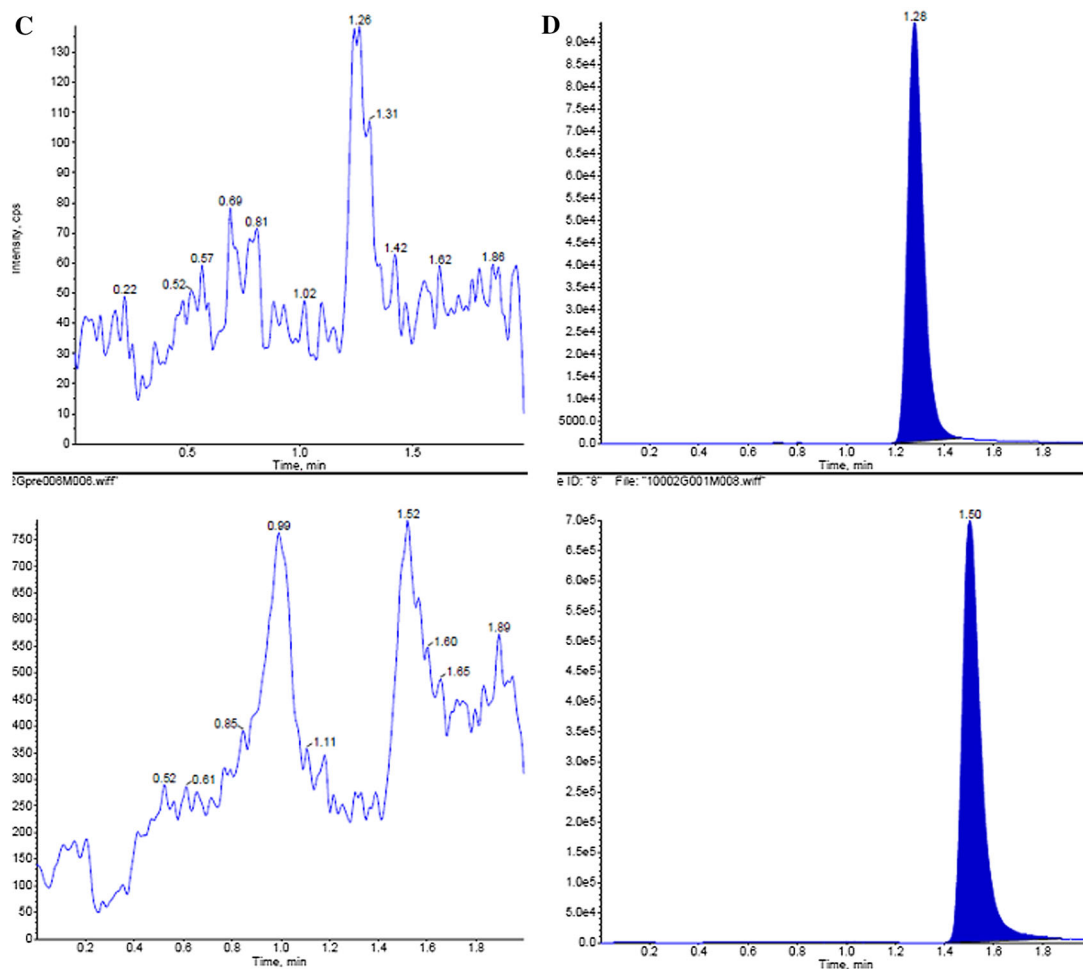 C
1.26
130
120
110
100
90
80
70
60
50
40
30
20
10
0
Intensity, cps
1.31
0.69
0.81
0.57
0.52
0.22
1.02
1.42
1.62
1.86
0.5 1.0 1.5
Time, min
D
1.28
9.0e4
8.5e4
8.0e4
7.5e4
7.0e4
6.5e4
6.0e4
5.5e4
5.0e4
4.5e4
4.0e4
3.5e4
3.0e4
2.5e4
2.0e4
1.5e4
1.0e4
5000.0
0.0
0.2 0.4 0.6 0.8 1.0 1.2 1.4 1.6 1.8
Time, min
Gpre006M006.wiff"
e ID: "8" File: "10002G001M008.wiff"
1.52
0.99
750
700
650
600
550
500
450
400
350
300
250
200
150
100
50
0
1.60
1.89
1.65
0.85
1.11
0.52
0.61
0.2 0.4 0.6 0.8 1.0 1.2 1.4 1.6 1.8
Time, min
1.50
7.0e5
6.5e5
6.0e5
5.5e5
5.0e5
4.5e5
4.0e5
3.5e5
3.0e5
2.5e5
2.0e5
1.5e5
1.0e5
5.0e4
0.0
0.2 0.4 0.6 0.8 1.0 1.2 1.4 1.6 1.8
Time, min